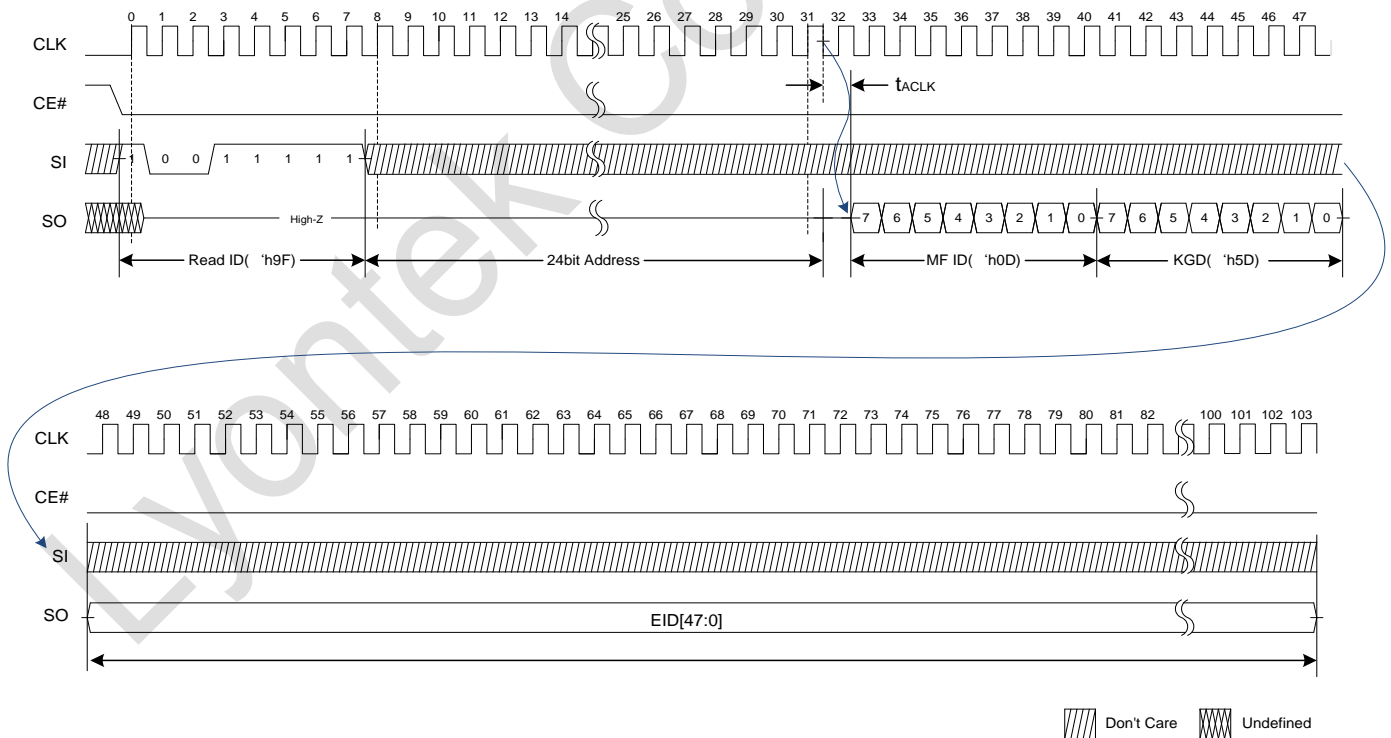 0 1 2 3 4 5 6 7 8 9 10 11 12 13 14 25 26 27 28 29 30 31 32 33 34 35 36 37 38 39 40 41 42 43 44 45 46 47
CLK
tACLK
CE#
SI 1 0 0 1 1 1 1 1
SO High-Z 7 6 5 4 3 2 1 0 7 6 5 4 3 2 1 0
Read ID( 'h9F) 24bit Address MF ID( 'h0D) KGD( 'h5D)
48 49 50 51 52 53 54 55 56 57 58 59 60 61 62 63 64 65 66 67 68 69 70 71 72 73 74 75 76 77 78 79 80 81 82 100 101 102 103
CLK
CE#
SI
SO EID[47:0]
Don't Care Undefined
Lyontek Co